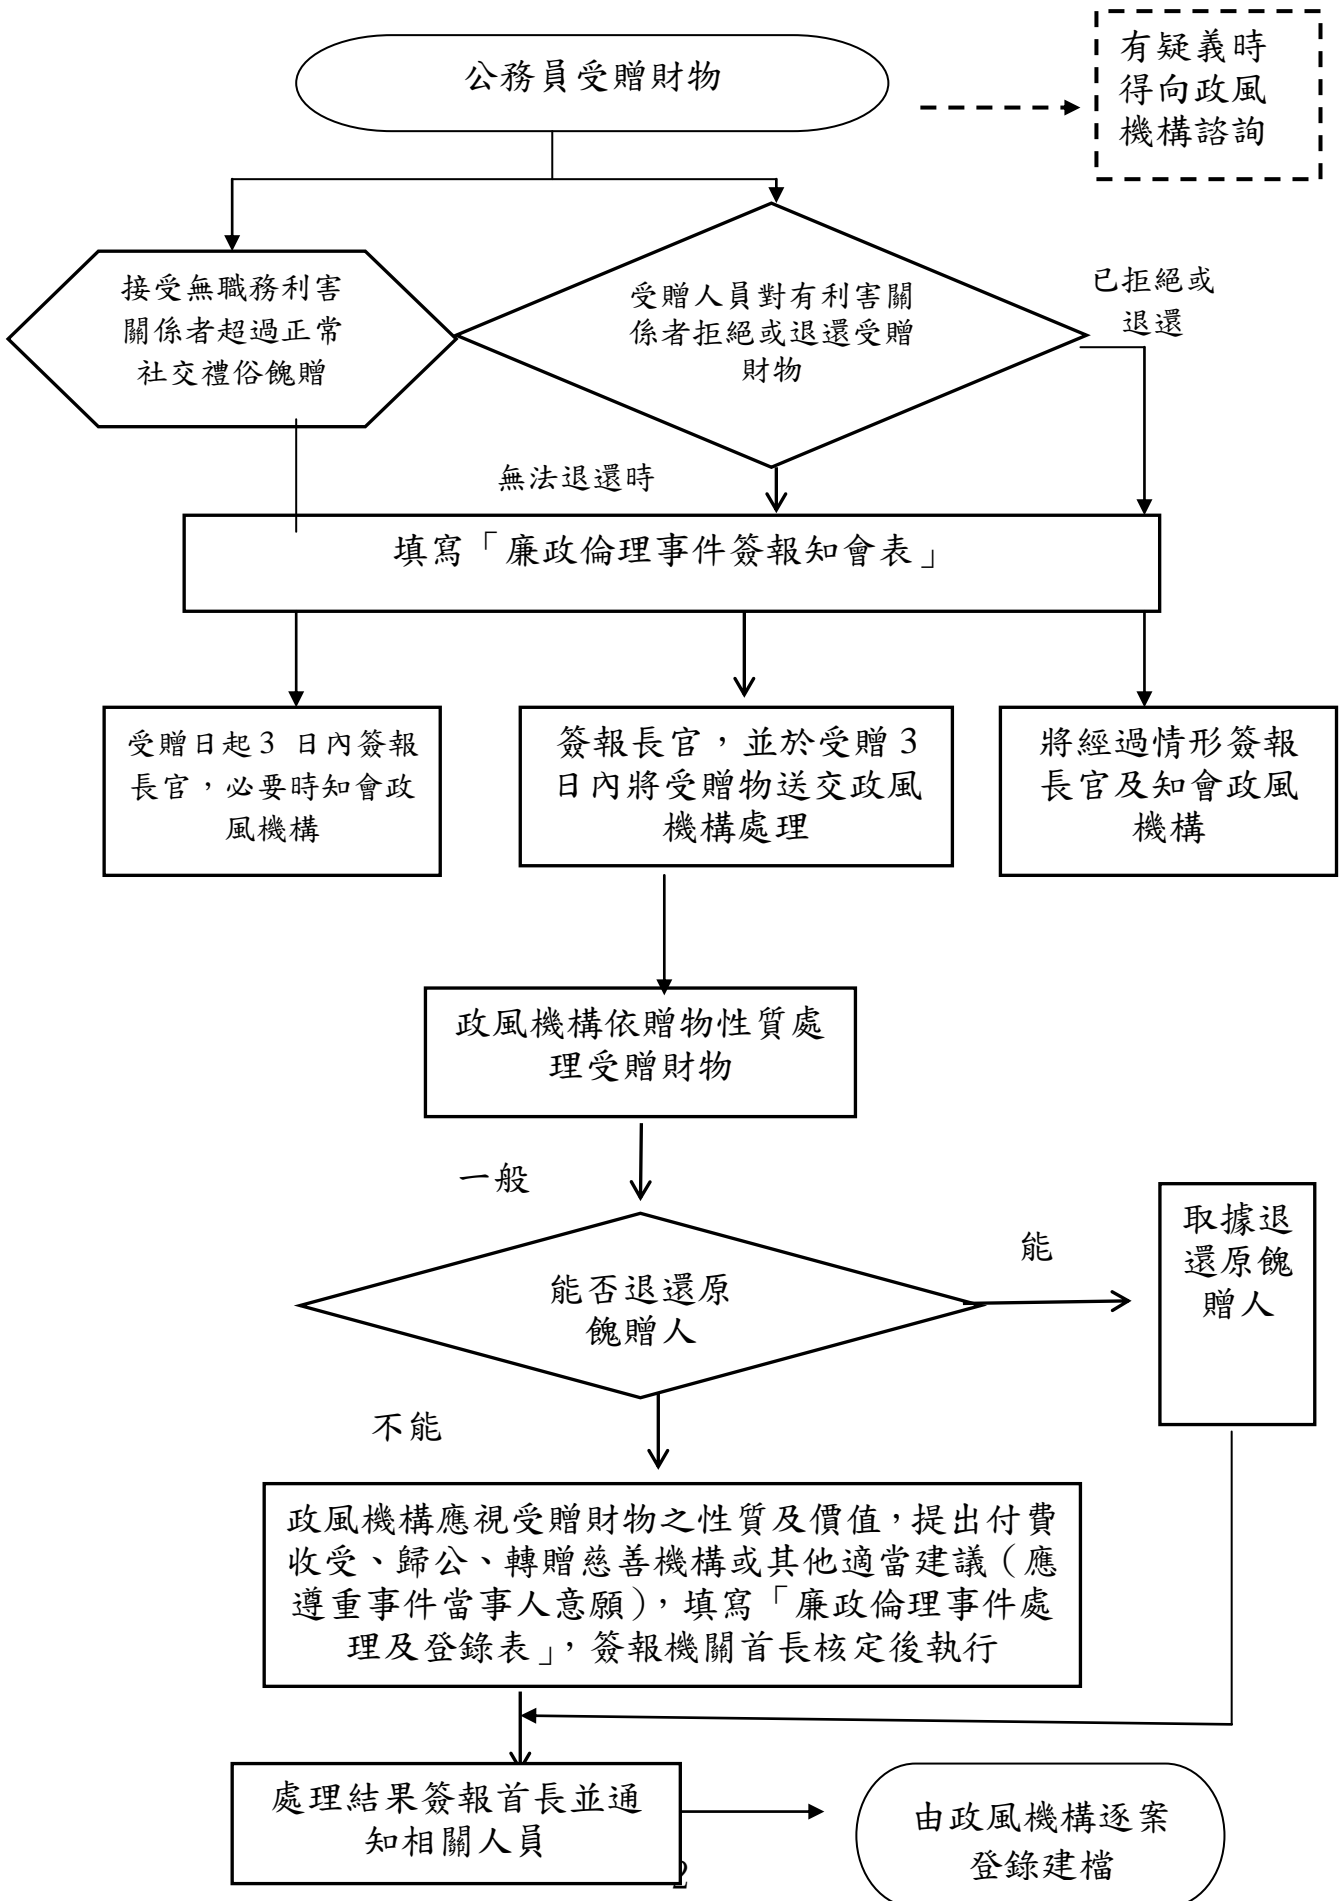 公務員受贈財物
有疑義時
得向政風
機構諮詢
接受無職務利害
關係者超過正常
社交禮俗餽贈
受贈人員對有利害關
係者拒絕或退還受贈
財物
已拒絕或
退還
無法退還時
填寫「廉政倫理事件簽報知會表」
受贈日起3 日內簽報
長官，必要時知會政
風機構
簽報長官，並於受贈3
日內將受贈物送交政風
機構處理
將經過情形簽報
長官及知會政風
機構
政風機構依贈物性質處
理受贈財物
一般
能否退還原
餽贈人
能
取據退
還原餽
贈人
不能
政風機構應視受贈財物之性質及價值，提出付費
收受、歸公、轉贈慈善機構或其他適當建議（應
遵重事件當事人意願），填寫「廉政倫理事件處
理及登錄表」，簽報機關首長核定後執行
處理結果簽報首長並通
知相關人員
由政風機構逐案
登錄建檔
2